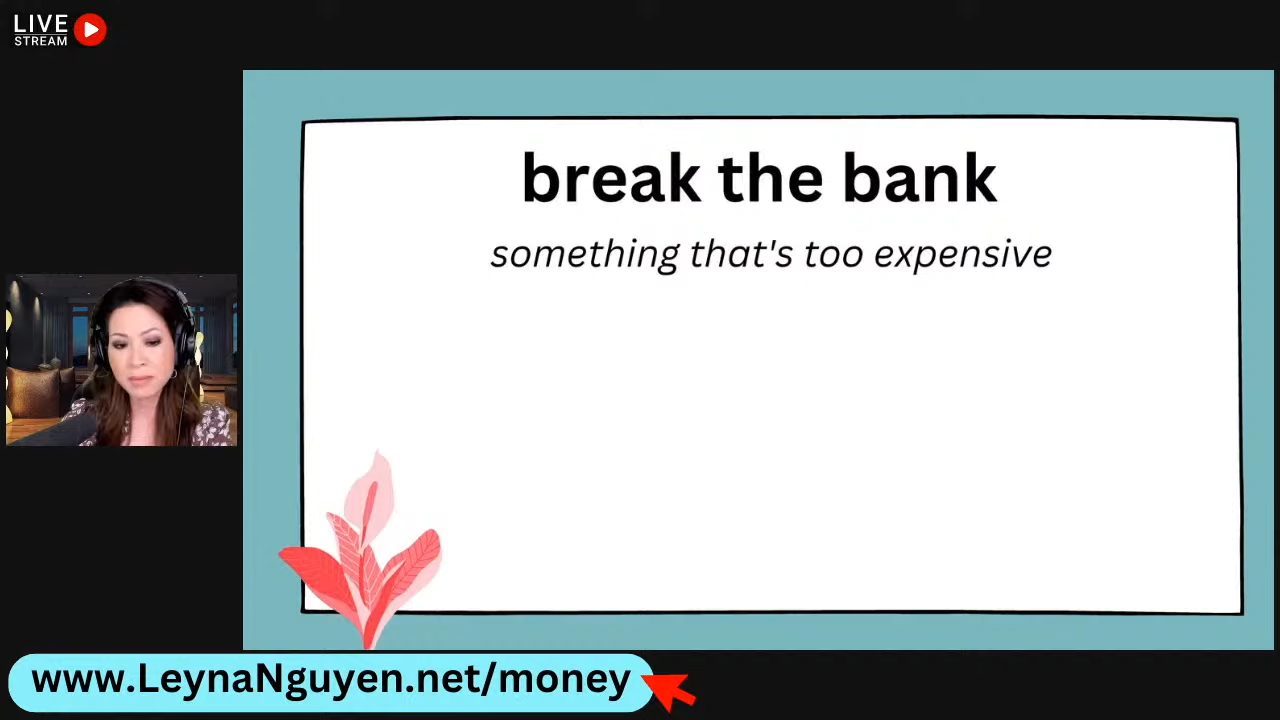 LIVE
STREAM
break the bank
something that's too expensive
www.LeynaNguyen.net/money